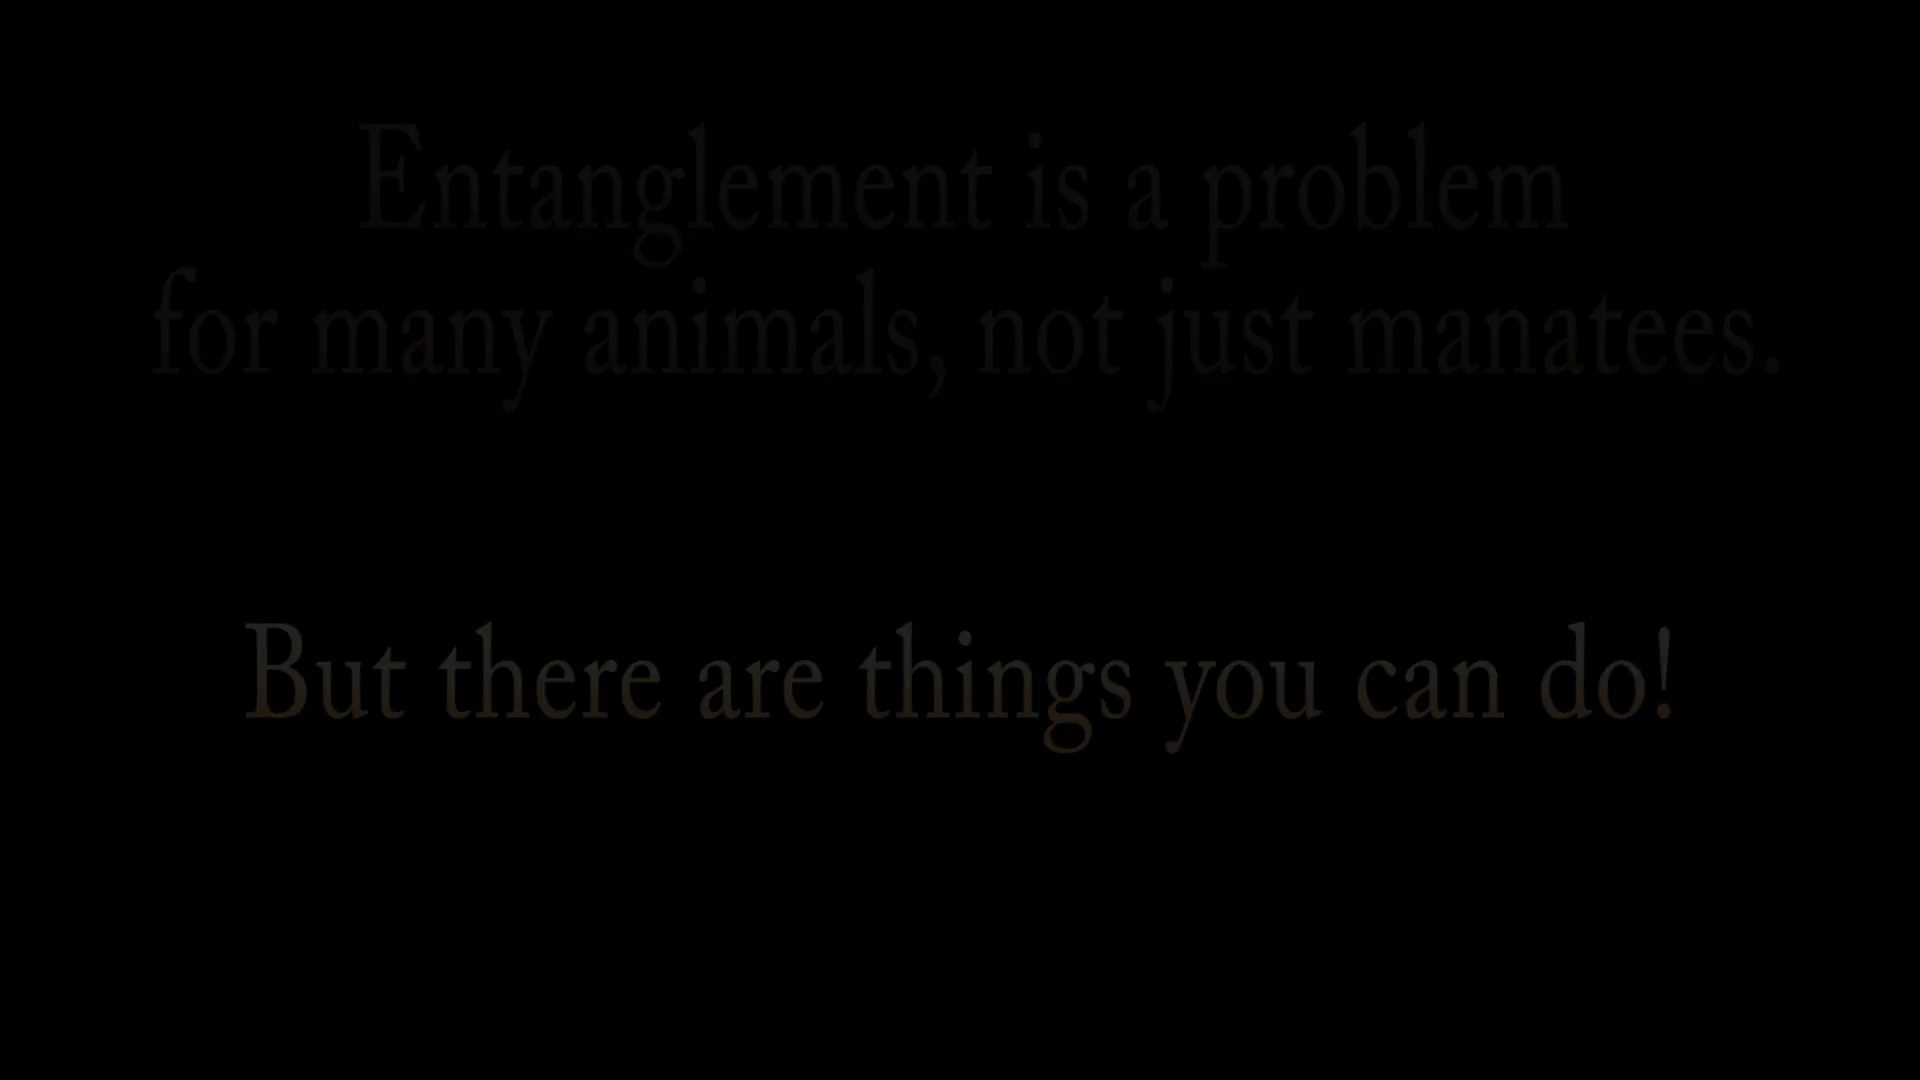 Entanglement is a problem
for many animals, not just manatees.
But there are things you can do!